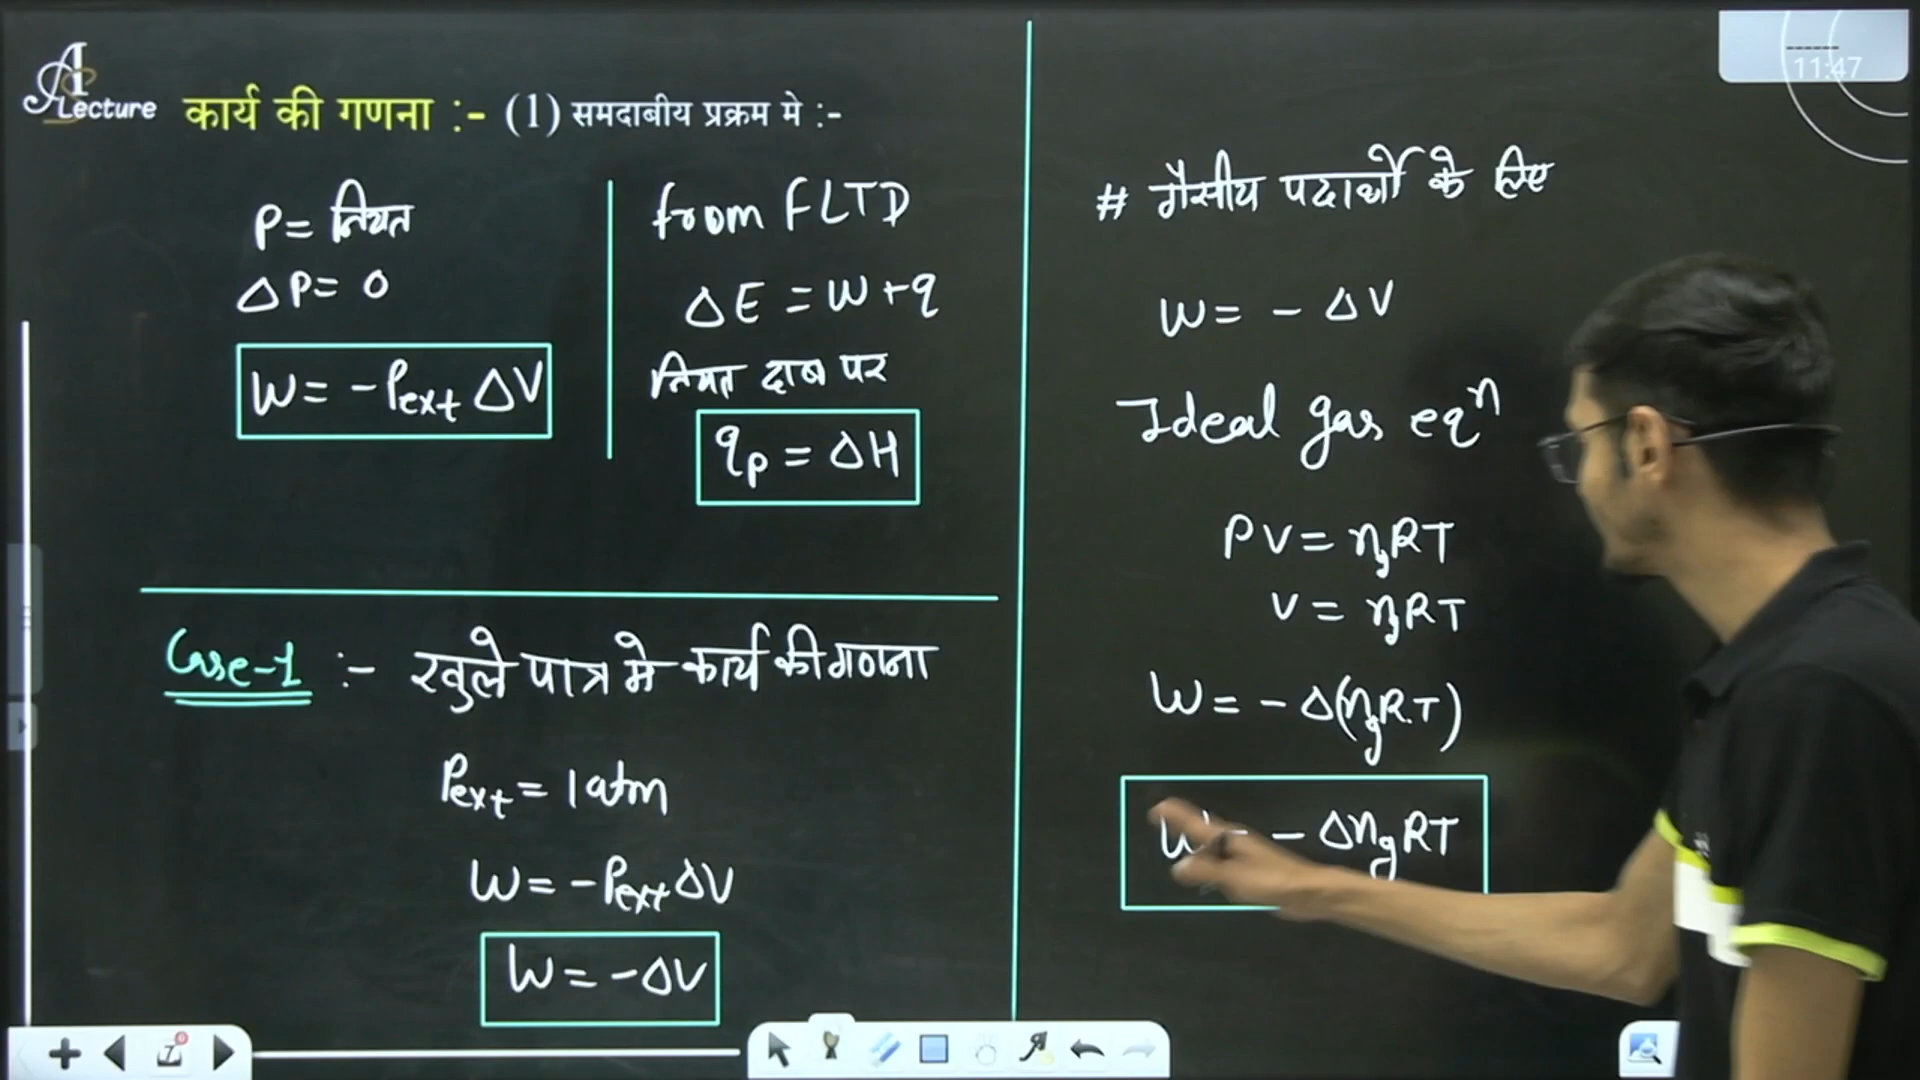 AS Lecture
कार्य की गणना :- (1) समदाबीय प्रक्रम मे :-
P = नियत
ΔP = 0
W = -Pext ΔV
from FLTD
ΔE = W + q
नियत दाब पर
qp = ΔH
Case-1 :- खुले पात्र मे कार्य की गणना
Pext = 1 atm
W = -Pext ΔV
W = -ΔV
11:47
# गैसीय पदार्थो के लिए
W = - ΔV
Ideal gas eqⁿ
PV = ngRT
V = ngRT
W = - Δ(ngRT)
W = - ΔngRT